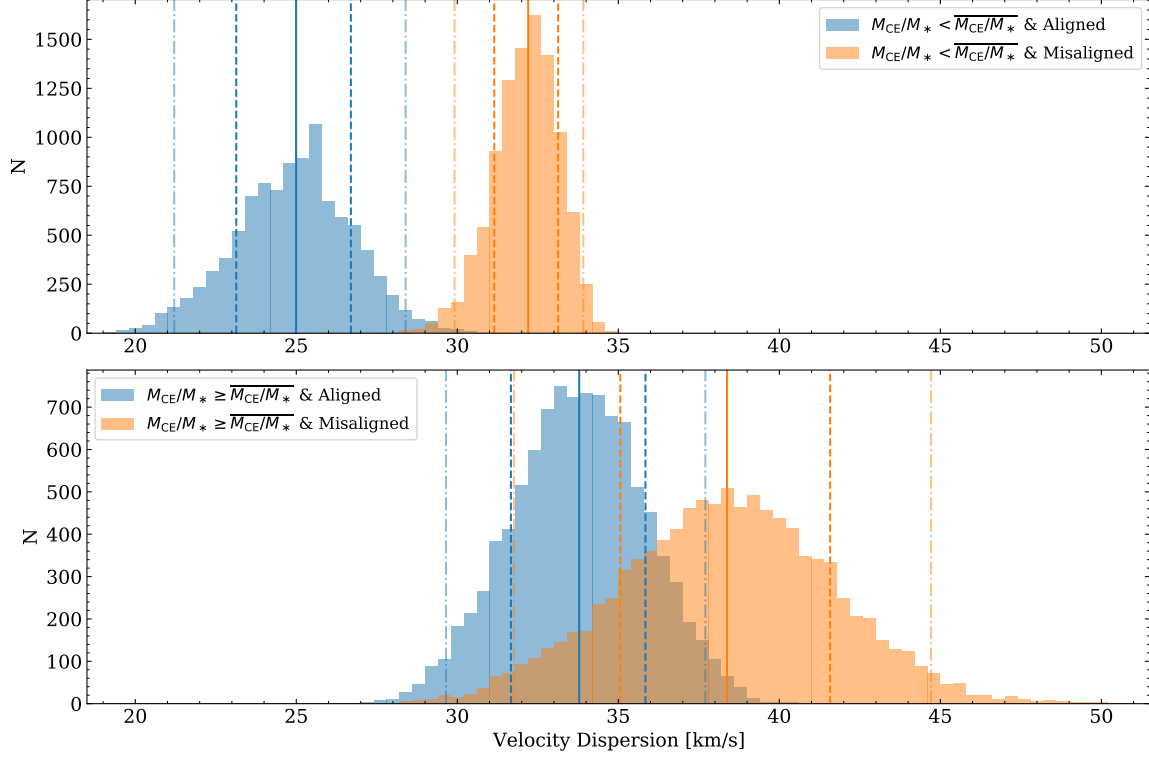 1500
1250
1000
750
500
250
0
N
M_CE/M_* < \overline{M_CE/M_*} & Aligned
M_CE/M_* < \overline{M_CE/M_*} & Misaligned
20 25 30 35 40 45 50
700
600
500
400
300
200
100
0
N
M_CE/M_* ≥ \overline{M_CE/M_*} & Aligned
M_CE/M_* ≥ \overline{M_CE/M_*} & Misaligned
20 25 30 35 40 45 50
Velocity Dispersion [km/s]